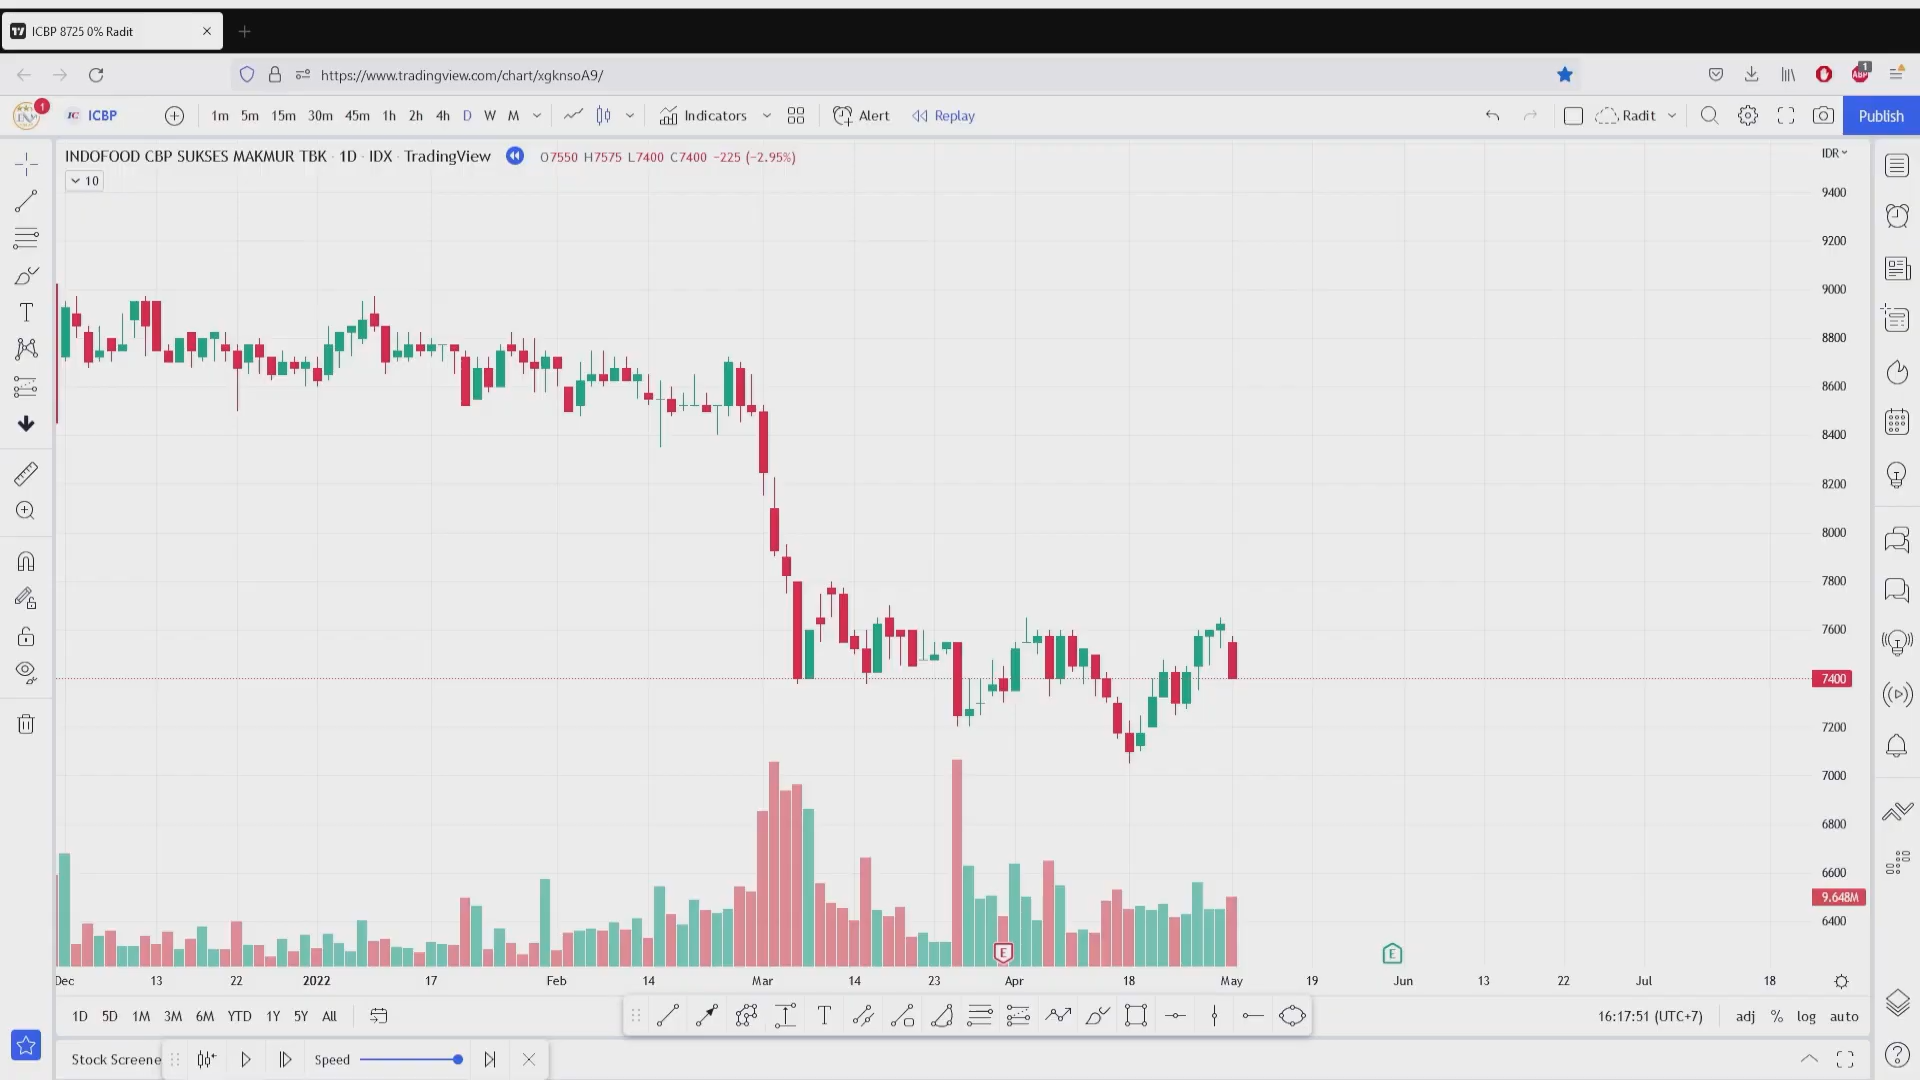 ICBP 8725 0% Radit
https://www.tradingview.com/chart/xgknsoA9/
1
1 ICBP 1m 5m 15m 30m 45m 1h 2h 4h D W M Indicators Alert Replay Radit Publish
INDOFOOD CBP SUKSES MAKMUR TBK · 1D · IDX · TradingView O7550 H7575 L7400 C7400 −225 (−2.95%)
IDR
10
9400
9200
9000
8800
8600
8400
8200
8000
7800
7600
7400
7200
7000
6800
6600
9.648M
6400
E E
Dec 13 22 2022 17 Feb 14 Mar 14 23 Apr 18 May 19 Jun 13 22 Jul 18
1D 5D 1M 3M 6M YTD 1Y 5Y All T 16:17:51 (UTC+7) adj % log auto
Stock Screene Speed